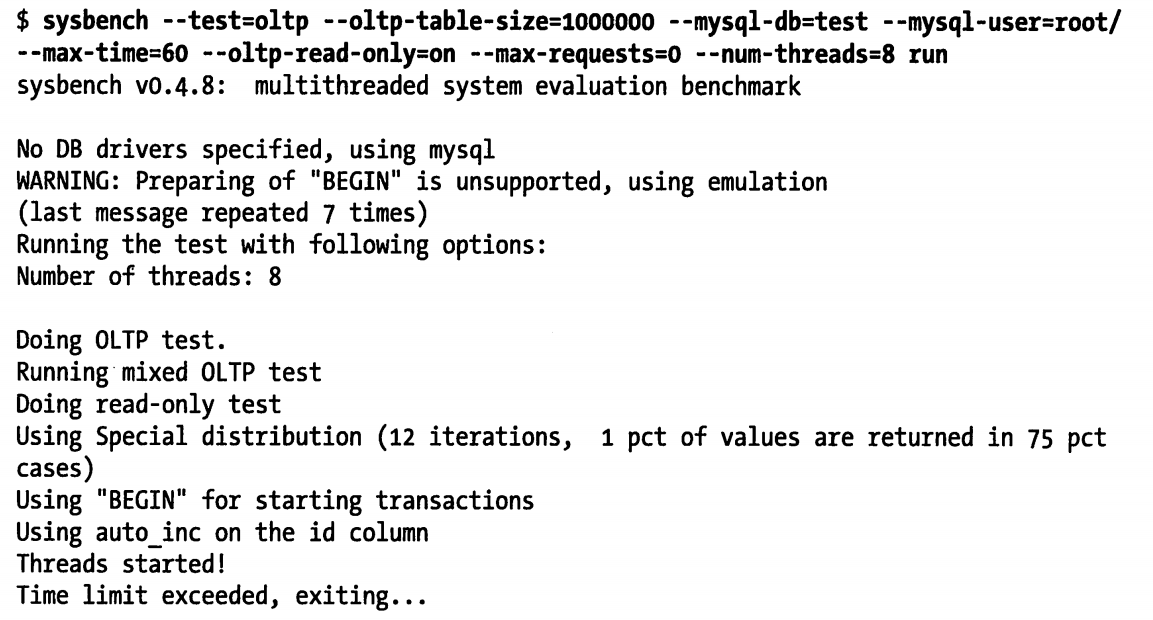 $ sysbench --test=oltp --oltp-table-size=1000000 --mysql-db=test --mysql-user=root/
--max-time=60 --oltp-read-only=on --max-requests=0 --num-threads=8 run
sysbench v0.4.8:  multithreaded system evaluation benchmark

No DB drivers specified, using mysql
WARNING: Preparing of "BEGIN" is unsupported, using emulation
(last message repeated 7 times)
Running the test with following options:
Number of threads: 8

Doing OLTP test.
Running mixed OLTP test
Doing read-only test
Using Special distribution (12 iterations,  1 pct of values are returned in 75 pct
cases)
Using "BEGIN" for starting transactions
Using auto_inc on the id column
Threads started!
Time limit exceeded, exiting...